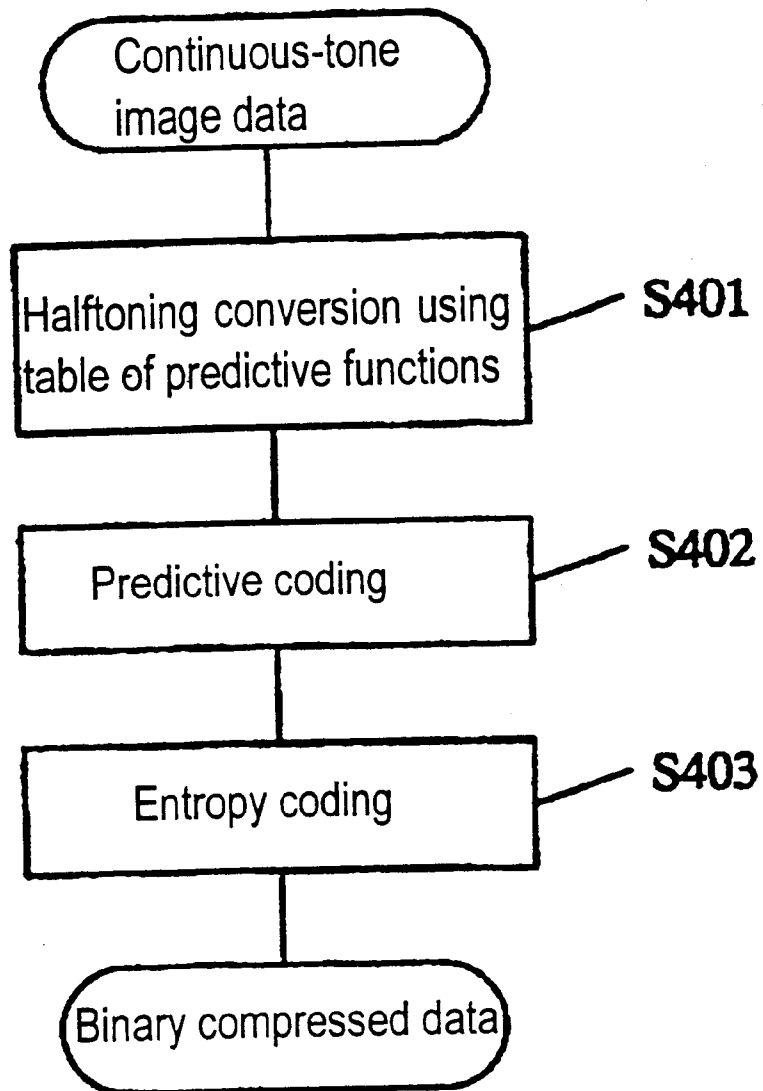 Continuous-tone
image data
Halftoning conversion using
table of predictive functions
S401
Predictive coding
S402
Entropy coding
S403
Binary compressed data